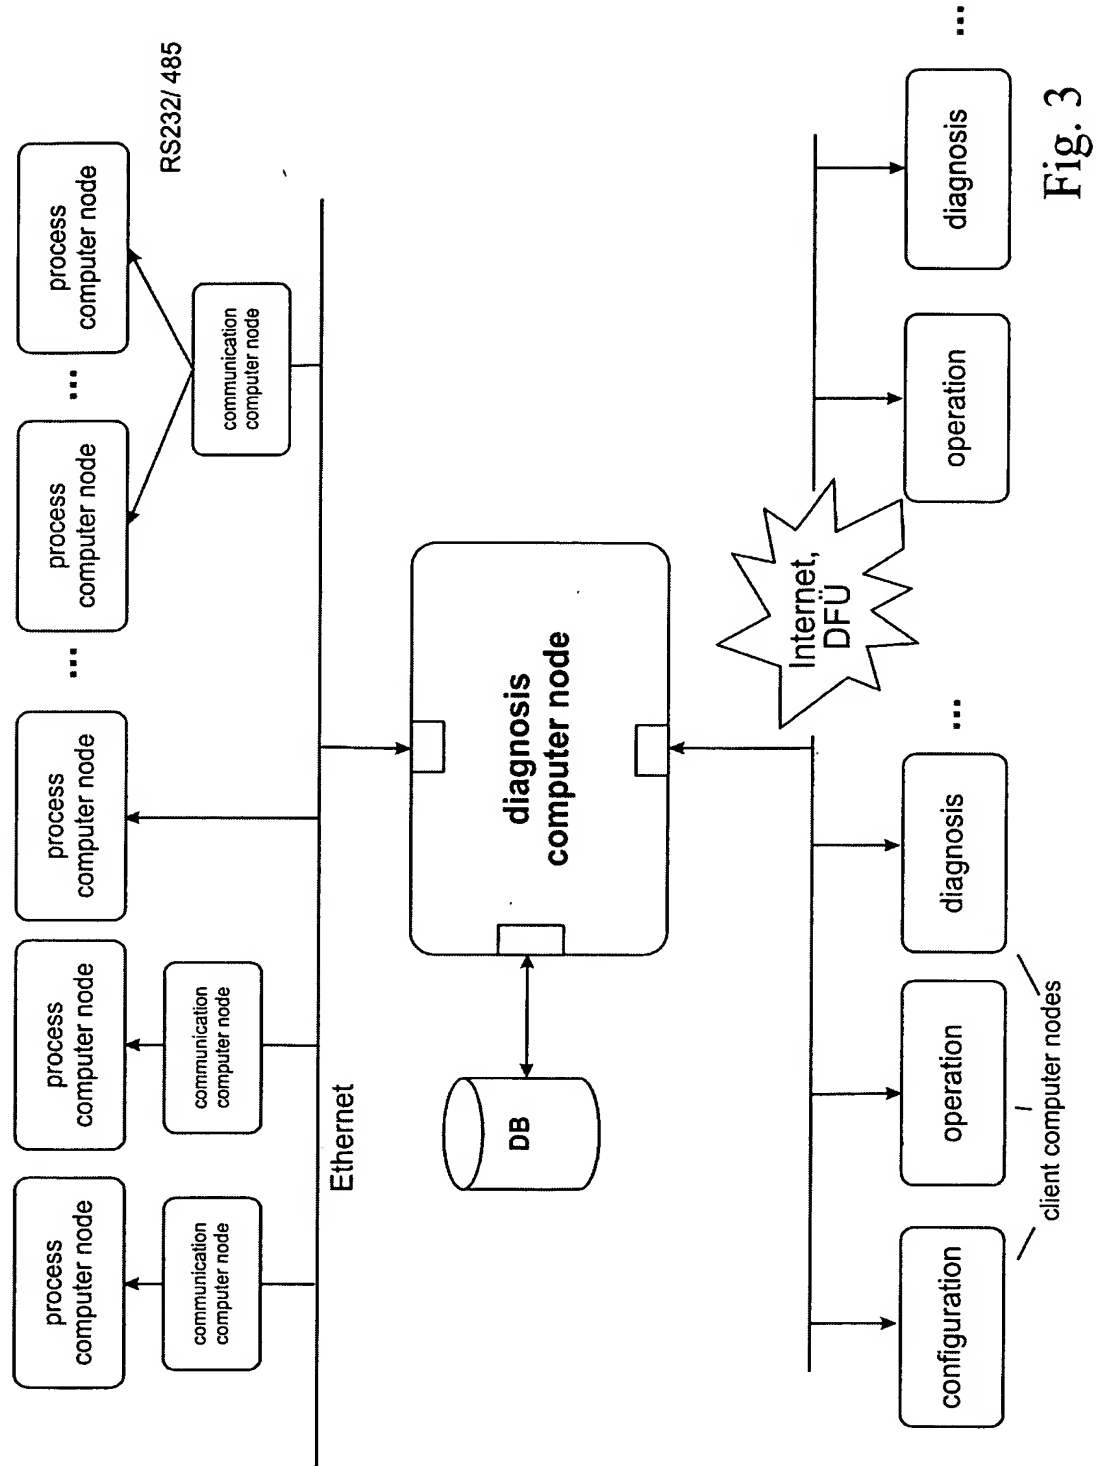 process
computer node
process
computer node
process
computer node
...
process
computer node
...
process
computer node
communication
computer node
communication
computer node
communication
computer node
RS232/ 485
Ethernet
DB
diagnosis
computer node
Internet,
DFÜ
configuration
operation
diagnosis
...
operation
diagnosis
...
client computer nodes
Fig. 3